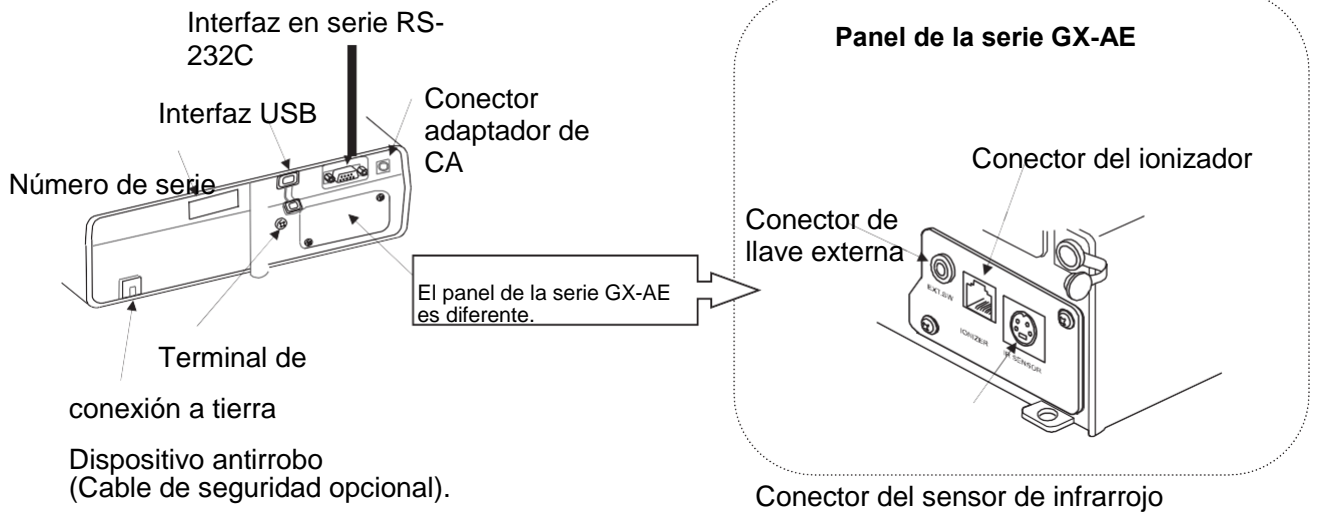 Interfaz en serie RS-
232C
Interfaz USB
Conector
adaptador de
CA
Número de serie
El panel de la serie GX-AE
es diferente.
Terminal de
conexión a tierra
Dispositivo antirrobo
(Cable de seguridad opcional).
Panel de la serie GX-AE
Conector del ionizador
Conector de
llave externa
EXT.SW
IONIZER
IR SENSOR
Conector del sensor de infrarrojo